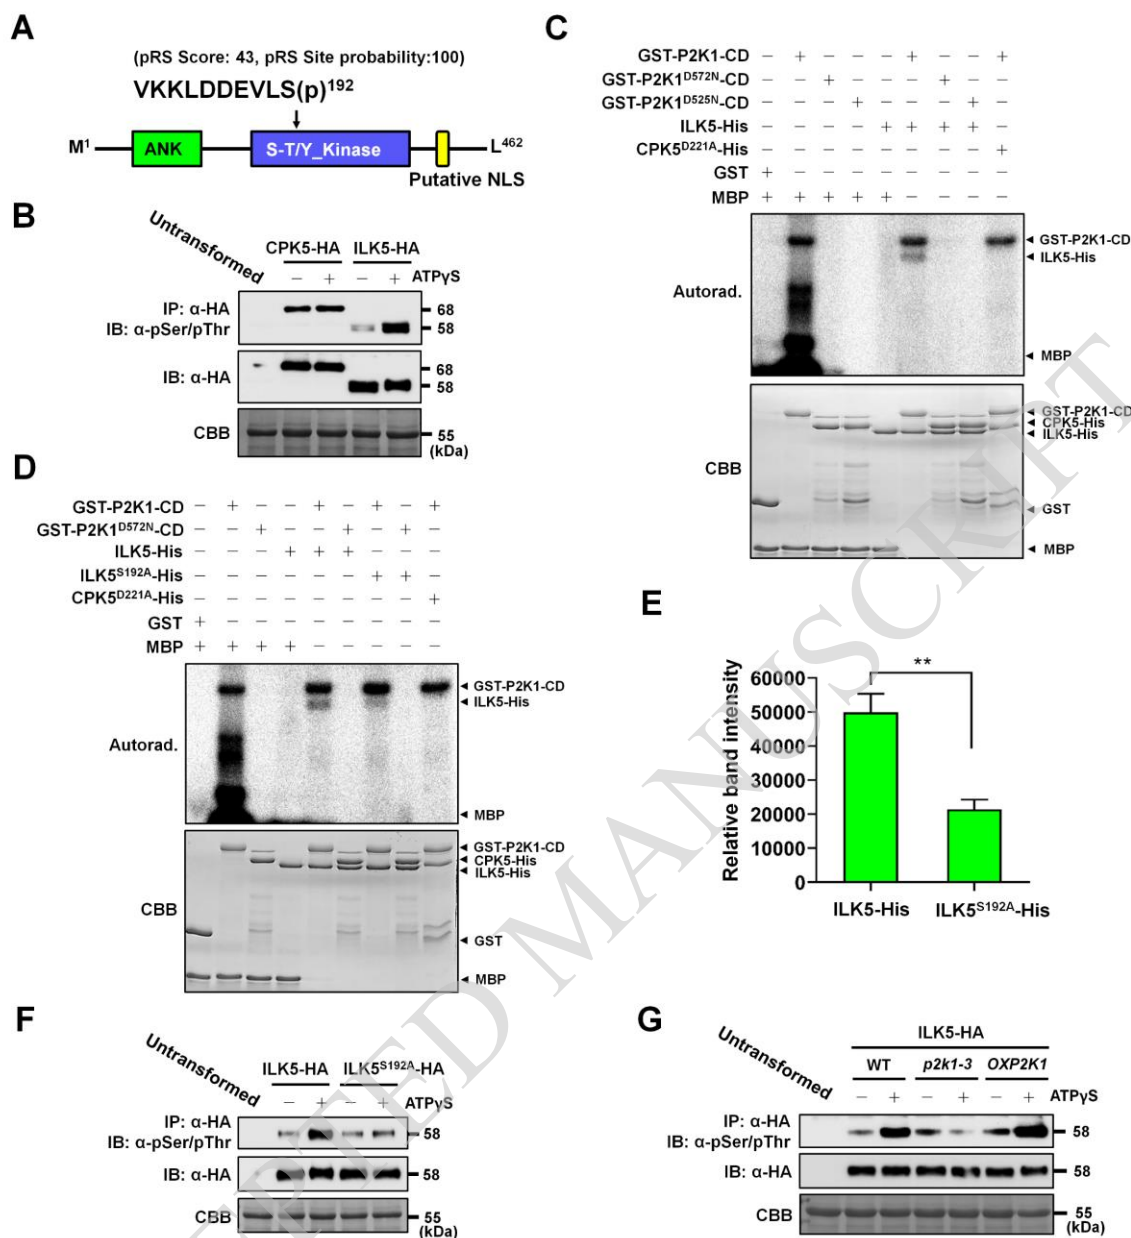 A
(pRS Score: 43, pRS Site probability:100)
VKKLDDEVLS(p)¹⁹²
M¹ ANK S-T/Y_Kinase L⁴⁶²
Putative NLS
B
Untransformed
CPK5-HA ILK5-HA
− + − + ATPγS
IP: α-HA
IB: α-pSer/pThr
68
58
IB: α-HA
68
58
CBB
55
(kDa)
C
GST-P2K1-CD − + − − − + − − +
GST-P2K1ᴰ⁵⁷²ᴺ-CD − − + − − − + − −
GST-P2K1ᴰ⁵²⁵ᴺ-CD − − − + − − − + −
ILK5-His − − − − + + + + −
CPK5ᴰ²²¹ᴬ-His − − − − − − − − +
GST + − − − − − − − −
MBP + + + + + − − − −
Autorad.
GST-P2K1-CD
ILK5-His
MBP
CBB
GST-P2K1-CD
CPK5-His
ILK5-His
GST
MBP
D
GST-P2K1-CD − + − − + − + − +
GST-P2K1ᴰ⁵⁷²ᴺ-CD − − + − − + − + −
ILK5-His − − − + + + − − −
ILK5ˢ¹⁹²ᴬ-His − − − − − − + + −
CPK5ᴰ²²¹ᴬ-His − − − − − − − − +
GST + − − − − − − − −
MBP + + + + − − − − −
Autorad.
GST-P2K1-CD
ILK5-His
MBP
CBB
GST-P2K1-CD
CPK5-His
ILK5-His
GST
MBP
E
Relative band intensity
60000
50000
40000
30000
20000
10000
0
**
ILK5-His ILK5ˢ¹⁹²ᴬ-His
F
Untransformed
ILK5-HA ILK5ˢ¹⁹²ᴬ-HA
− + − + ATPγS
IP: α-HA
IB: α-pSer/pThr
58
IB: α-HA
58
CBB
55
(kDa)
G
Untransformed
ILK5-HA
WT p2k1-3 OXP2K1
− + − + − + ATPγS
IP: α-HA
IB: α-pSer/pThr
58
IB: α-HA
58
CBB
55
(kDa)
ERTED MANUSCRIPT